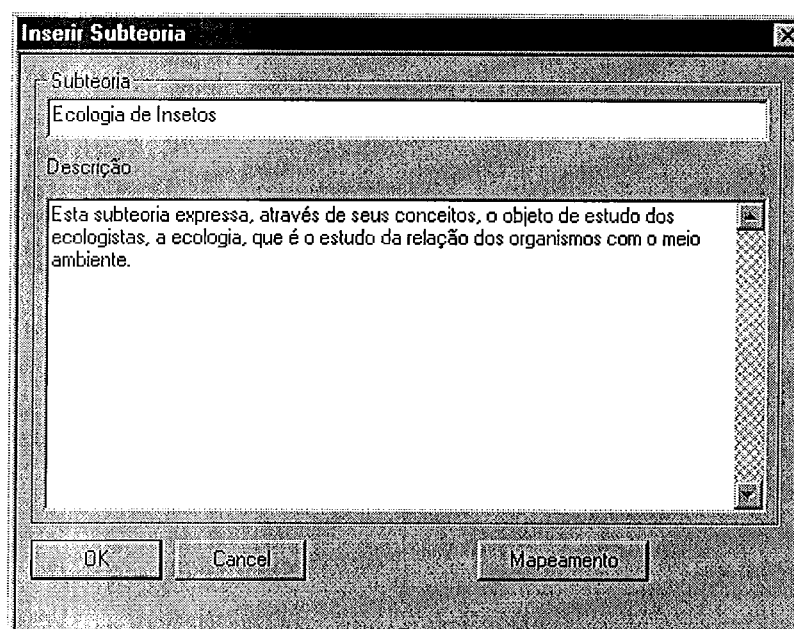 Inserir Subteoria
Subteoria
Ecologia de Insetos
Descrição
Esta subteoria expressa, através de seus conceitos, o objeto de estudo dos
ecologistas, a ecologia, que é o estudo da relação dos organismos com o meio
ambiente.
OK Cancel Mapeamento